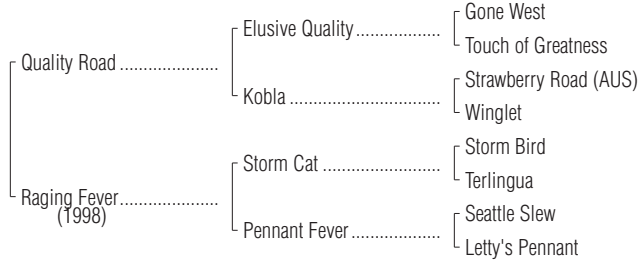 Gone West
Elusive Quality ..................
Touch of Greatness
Quality Road .....................
Strawberry Road (AUS)
Kobla ................................
Winglet
Storm Bird
Storm Cat .........................
Terlingua
Raging Fever .....................
(1998)
Seattle Slew
Pennant Fever ...................
Letty's Pennant